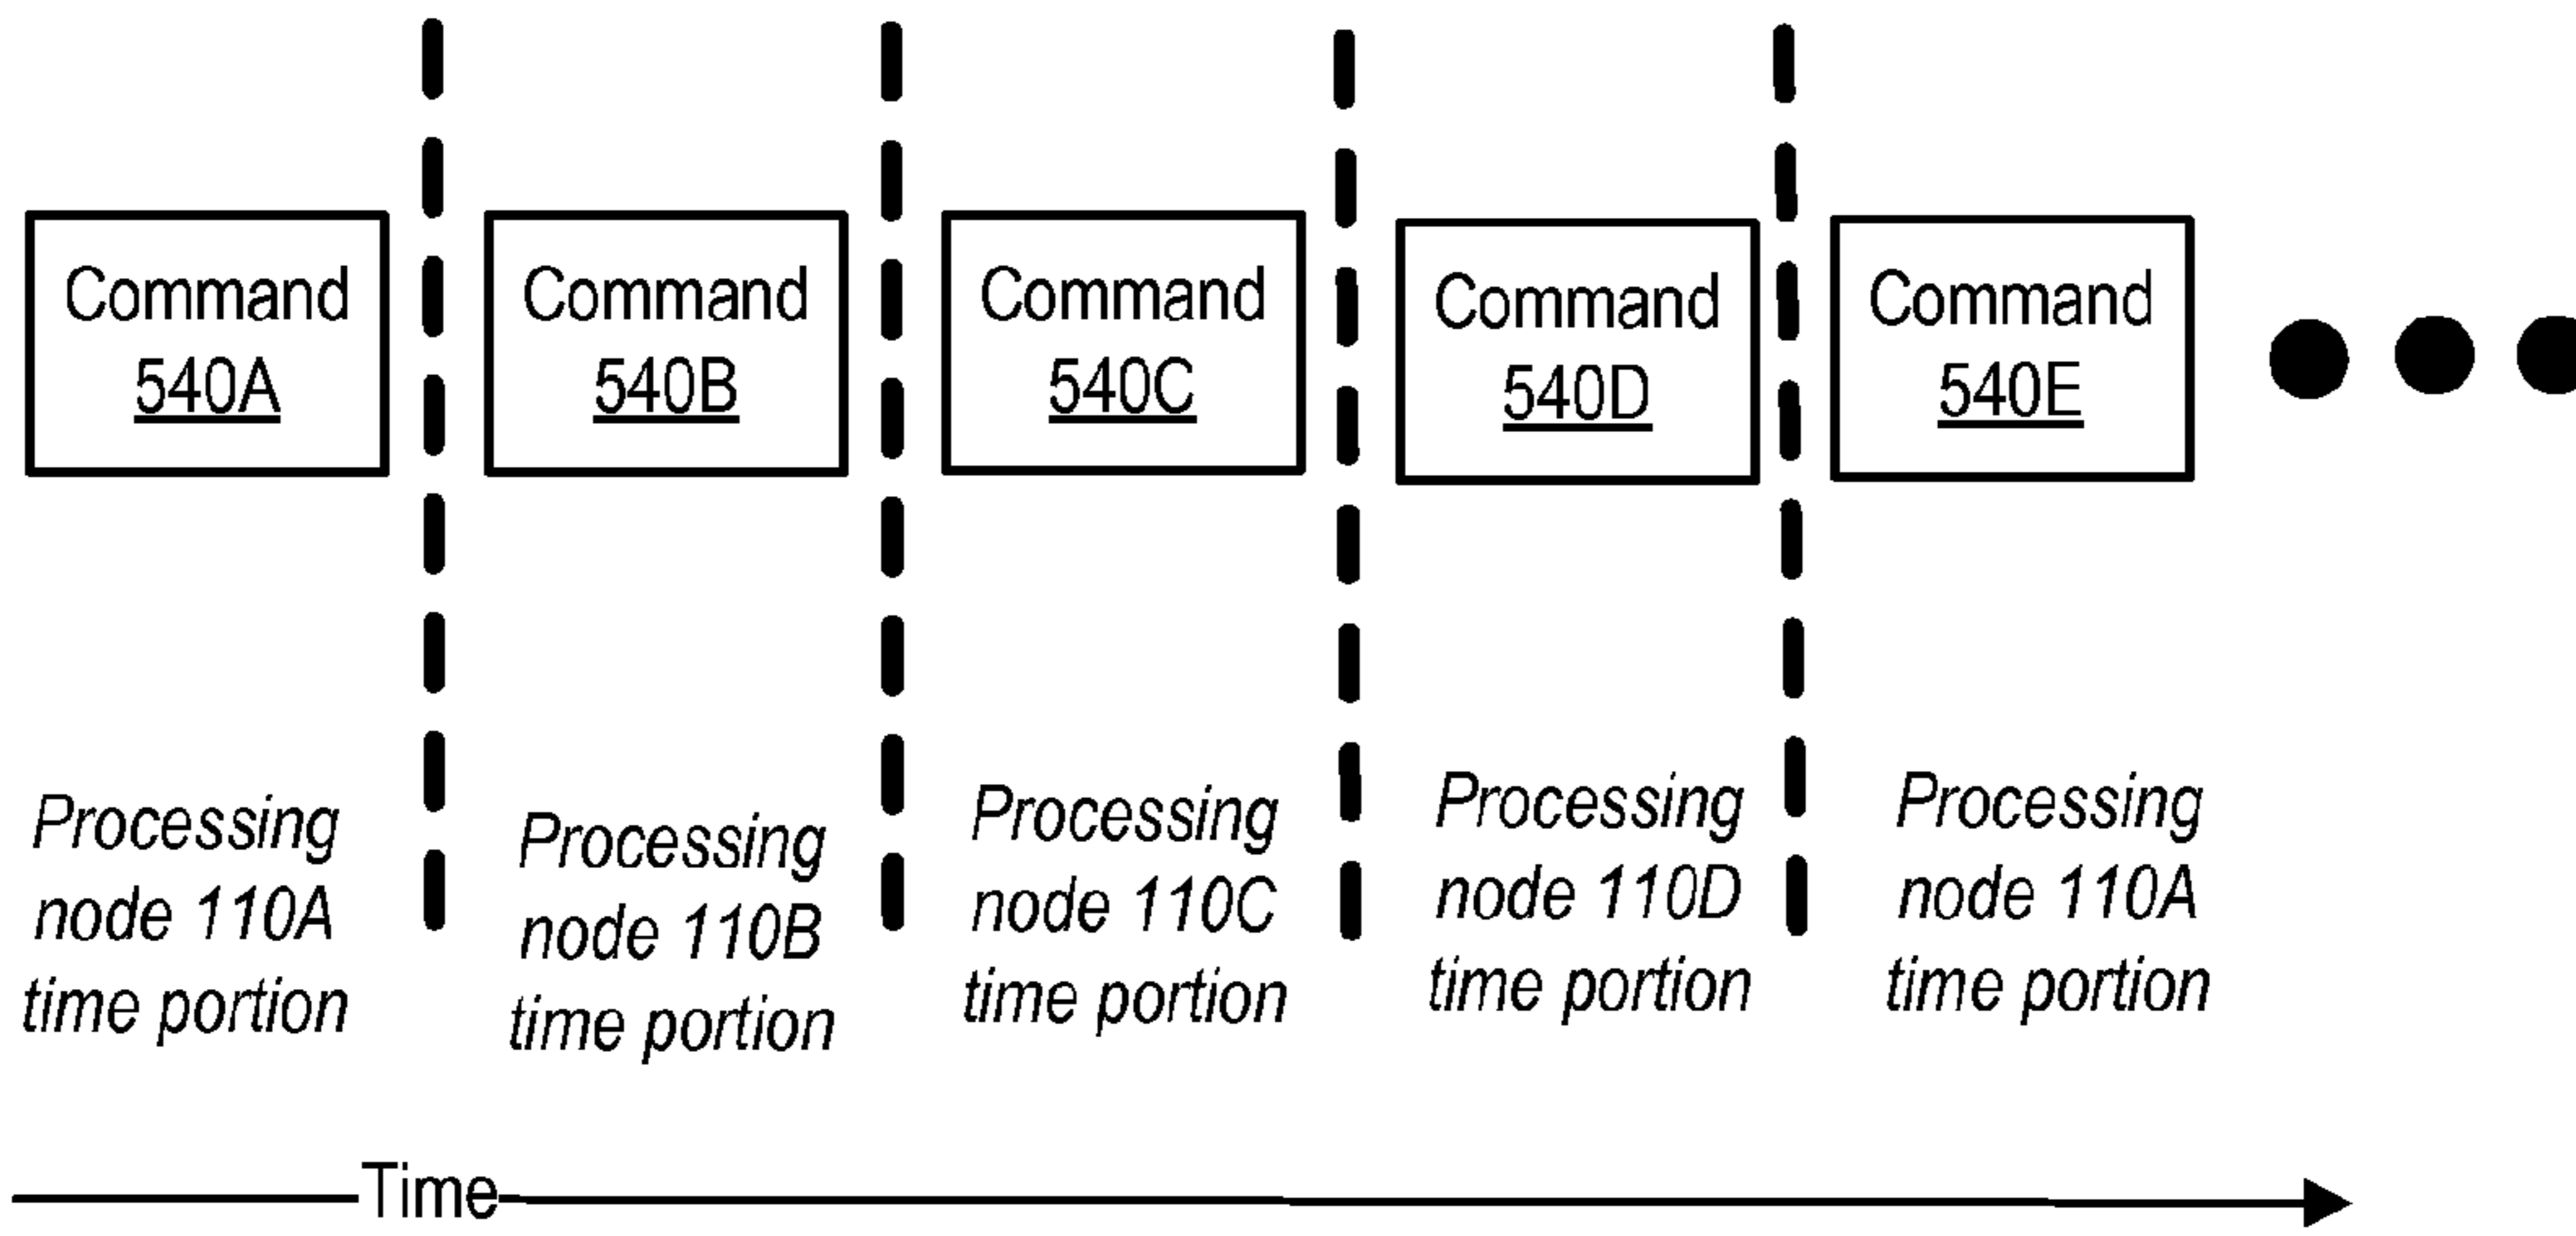 Command
540A
Command
540B
Command
540C
Command
540D
Command
540E
Processing
node 110A
time portion
Processing
node 110B
time portion
Processing
node 110C
time portion
Processing
node 110D
time portion
Processing
node 110A
time portion
Time